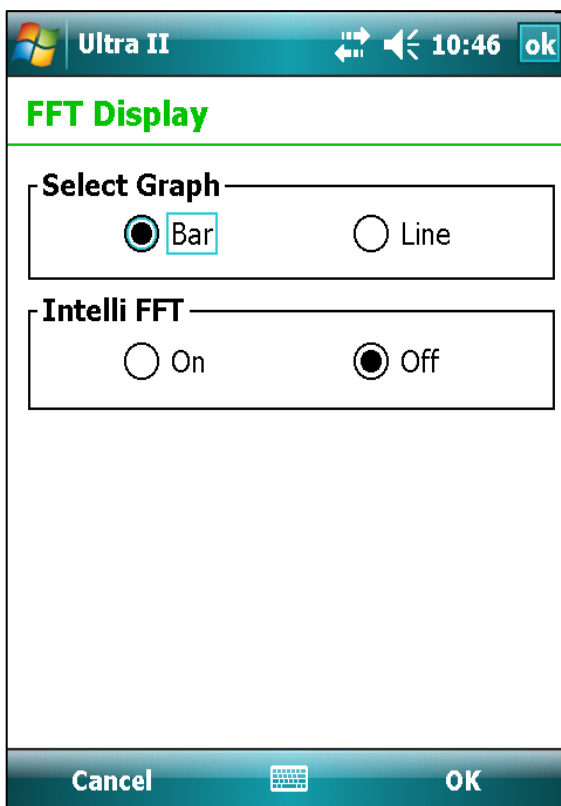 Ultra II 10:46 ok
FFT Display
Select Graph
Bar Line
Intelli FFT
On Off
Cancel OK